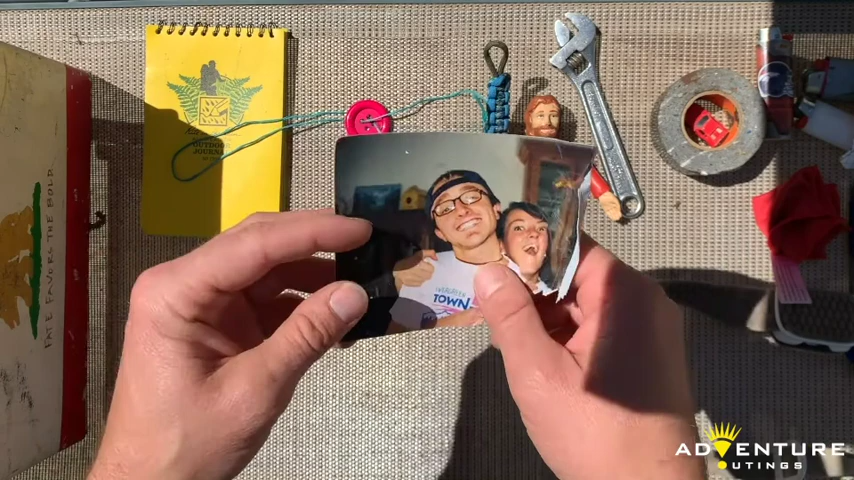 OUTDOOR
JOURNAL
FATE FAVORS THE BOLD
TOWN
ADVENTURE
OUTINGS